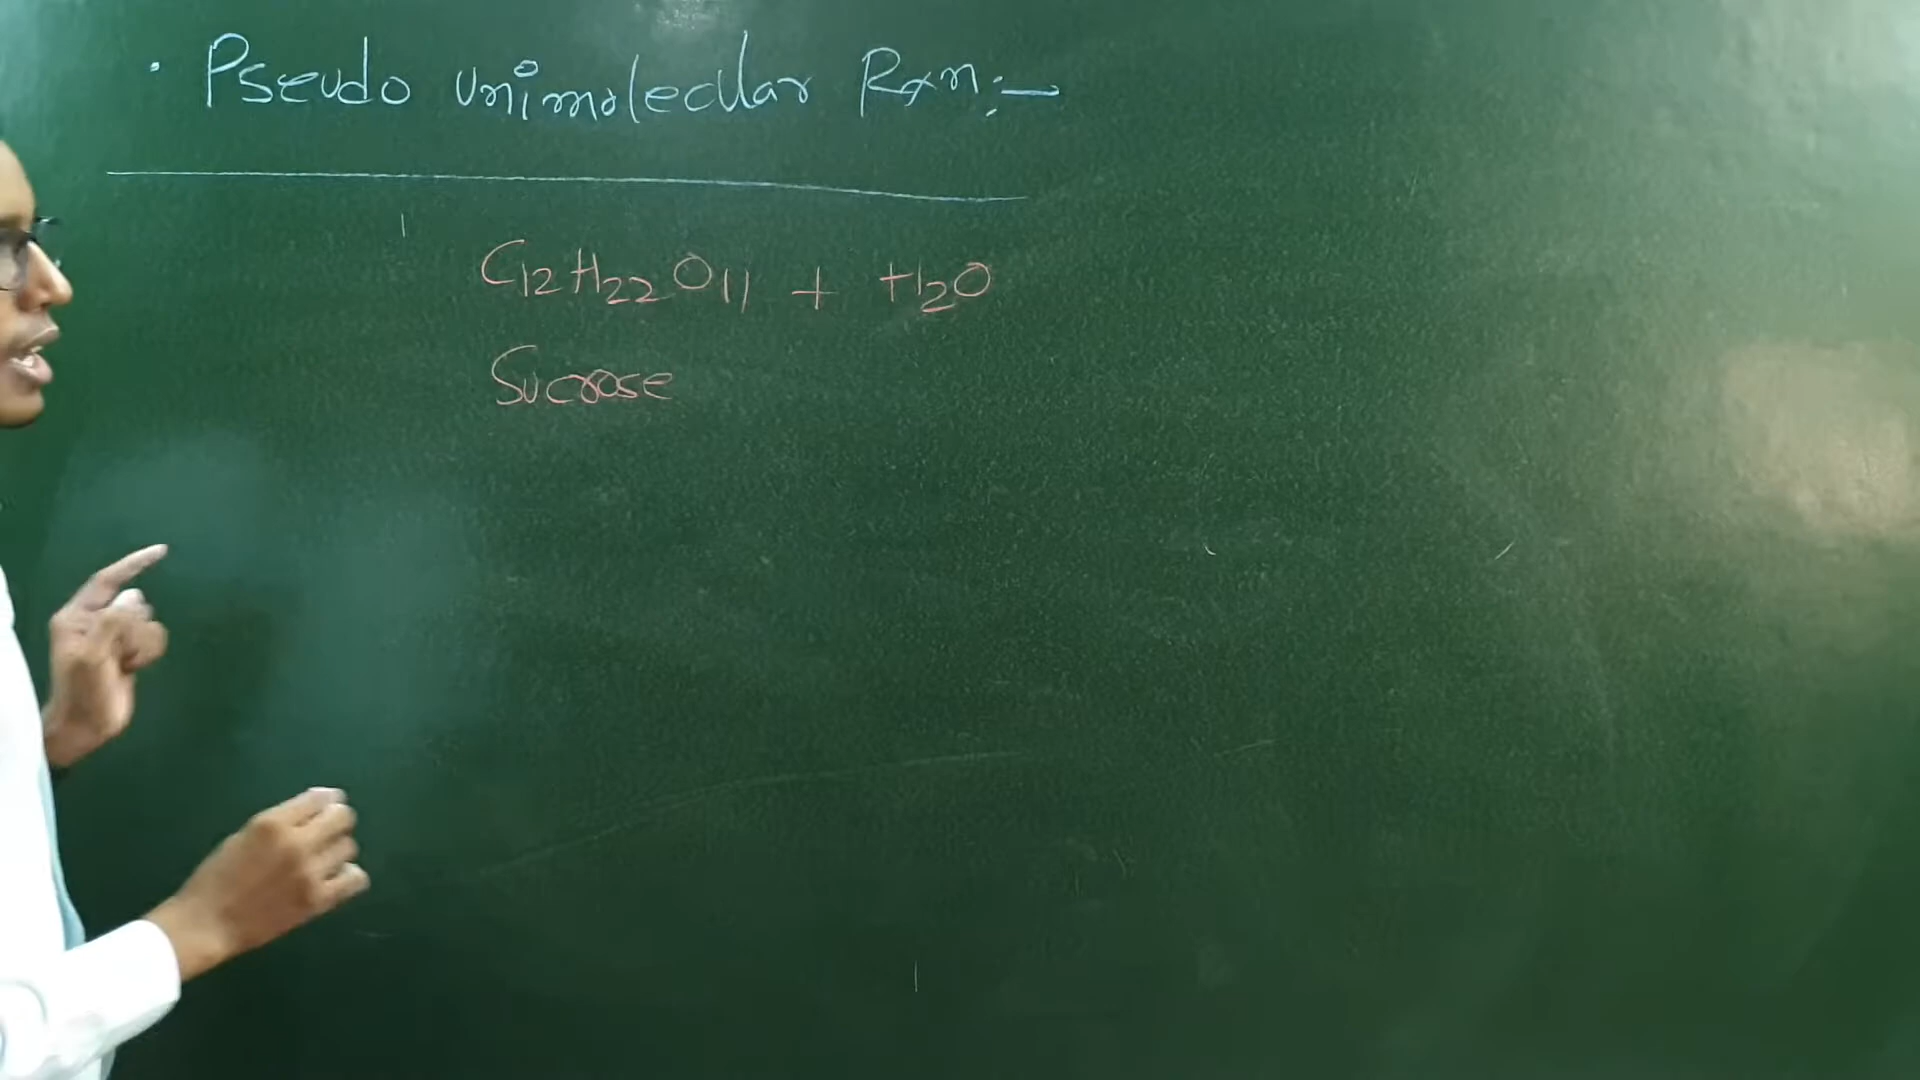 • Pseudo Unimolecular Rxn:-
C12H22O11 + H2O
Sucrose